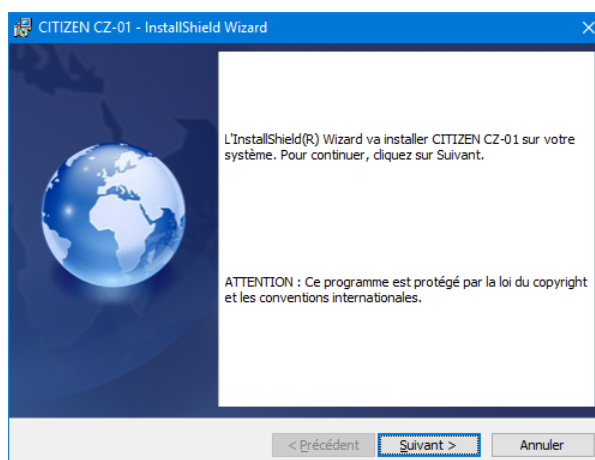 CITIZEN CZ-01 - InstallShield Wizard
L'InstallShield(R) Wizard va installer CITIZEN CZ-01 sur votre
système. Pour continuer, cliquez sur Suivant.
ATTENTION : Ce programme est protégé par la loi du copyright
et les conventions internationales.
< Précédent Suivant > Annuler